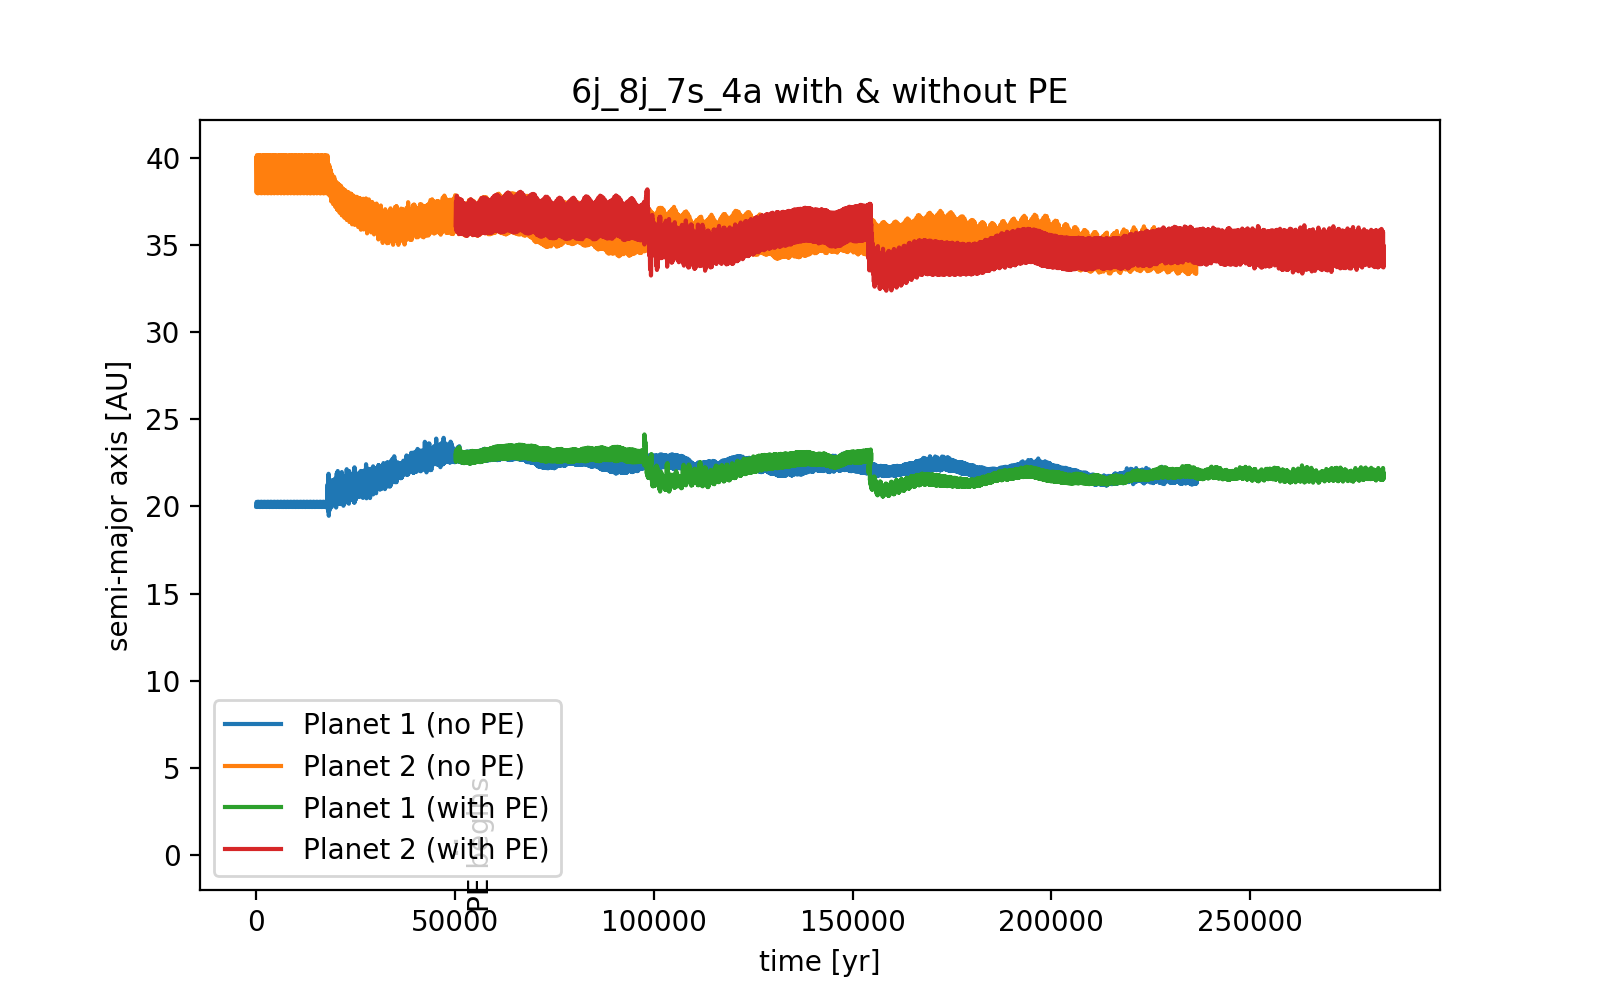 6j_8j_7s_4a with & without PE
semi-major axis [AU]
40
35
30
25
20
15
10
5
0
Planet 1 (no PE)
Planet 2 (no PE)
Planet 1 (with PE)
Planet 2 (with PE)
PE begins
0
50000
100000
150000
200000
250000
time [yr]